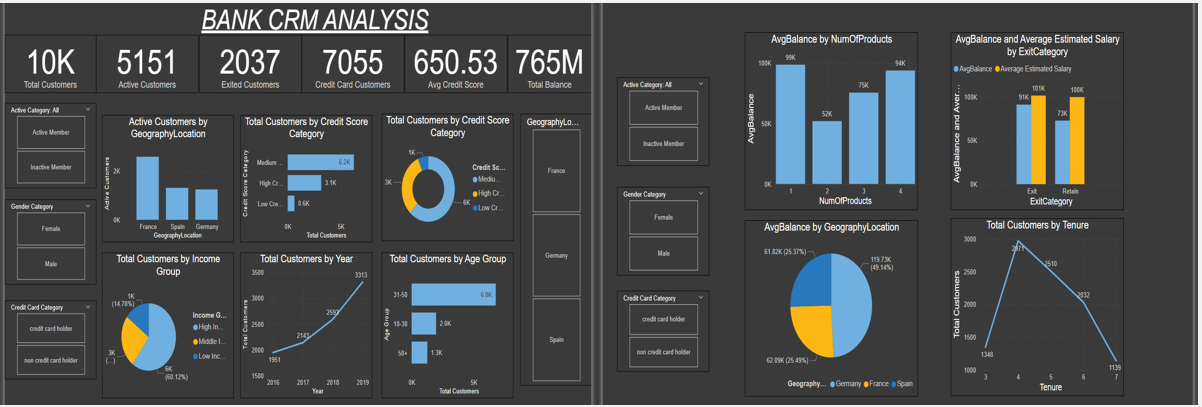 BANK CRM ANALYSIS
10K
Total Customers
5151
Active Customers
2037
Exited Customers
7055
Credit Card Customers
650.53
Avg Credit Score
765M
Total Balance
Active Category: All
Active Member
Inactive Member
Gender Category
Female
Male
Credit Card Category
credit card holder
non credit card holder
Active Customers by
GeographyLocation
Active Customers
2K
0K
France
Spain
Germany
GeographyLocation
Total Customers by Credit Score
Category
Credit Score Category
Medium ...
6.2K
High Cr...
3.1K
Low Cre...
0.6K
0K
5K
Total Customers
Total Customers by Credit Score
Category
1K
3K
6K
Credit Sc...
Mediu...
High Cr...
Low Cr...
GeographyLo...
France
Germany
Spain
Total Customers by Income
Group
1K
(14.78%)
3K
(...)
6K
(60.12%)
Income G...
High In...
Middle I...
Low Inc...
Total Customers by Year
Total Customers
3500
3000
2500
2000
1500
1951
2143
2593
3313
2016
2017
2018
2019
Year
Total Customers by Age Group
Age Group
31-50
6.8K
18-30
2.0K
50+
1.3K
0K
5K
Total Customers
Active Category: All
Active Member
Inactive Member
Gender Category
Female
Male
Credit Card Category
credit card holder
non credit card holder
AvgBalance by NumOfProducts
AvgBalance
100K
50K
0K
99K
52K
75K
94K
1
2
3
4
NumOfProducts
AvgBalance and Average Estimated Salary
by ExitCategory
AvgBalance
Average Estimated Salary
AvgBalance and Aver...
100K
50K
0K
91K
101K
73K
100K
Exit
Retain
ExitCategory
AvgBalance by GeographyLocation
61.82K (25.37%)
119.73K
(49.14%)
62.09K (25.49%)
Geography...
Germany
France
Spain
Total Customers by Tenure
Total Customers
3000
2000
1000
1348
2971
2510
2032
1139
3
4
5
6
7
Tenure